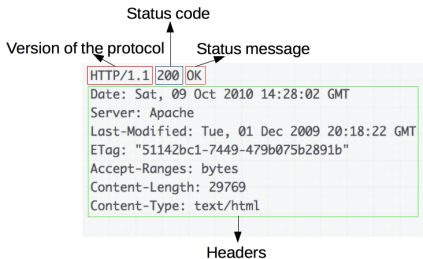 Status code
Version of the protocol
Status message
HTTP/1.1 200 OK
Date: Sat, 09 Oct 2010 14:28:02 GMT
Server: Apache
Last-Modified: Tue, 01 Dec 2009 20:18:22 GMT
ETag: "51142bc1-7449-479b075b2891b"
Accept-Ranges: bytes
Content-Length: 29769
Content-Type: text/html
Headers